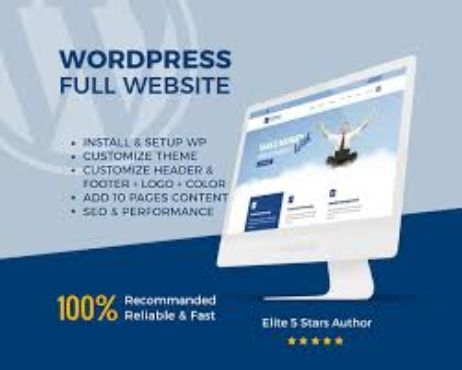 WORDPRESS
FULL WEBSITE
• INSTALL & SETUP WP
• CUSTOMIZE THEME
• CUSTOMIZE HEADER &
FOOTER + LOGO + COLOR
• ADD 10 PAGES CONTENT
• SEO & PERFORMANCE
100% Recommanded
Reliable & Fast
Elite 5 Stars Author